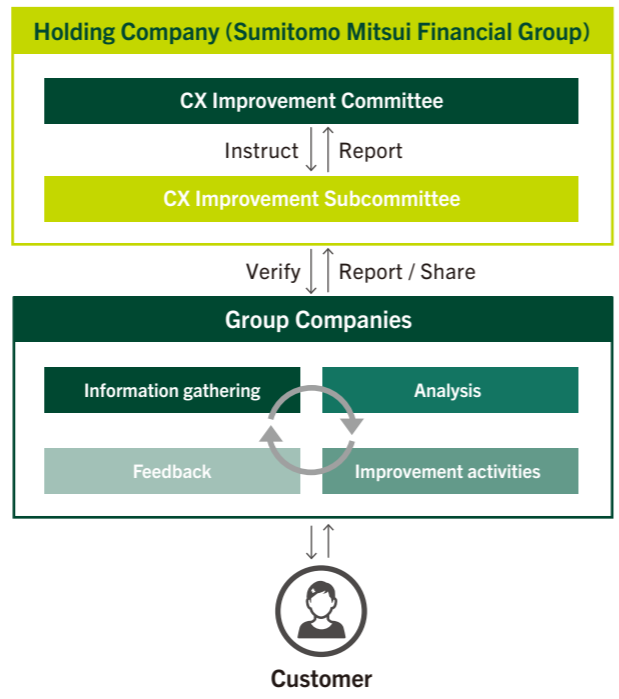 Holding Company (Sumitomo Mitsui Financial Group)
CX Improvement Committee
Instruct Report
CX Improvement Subcommittee
Verify Report / Share
Group Companies
Information gathering Analysis
Feedback Improvement activities
Customer